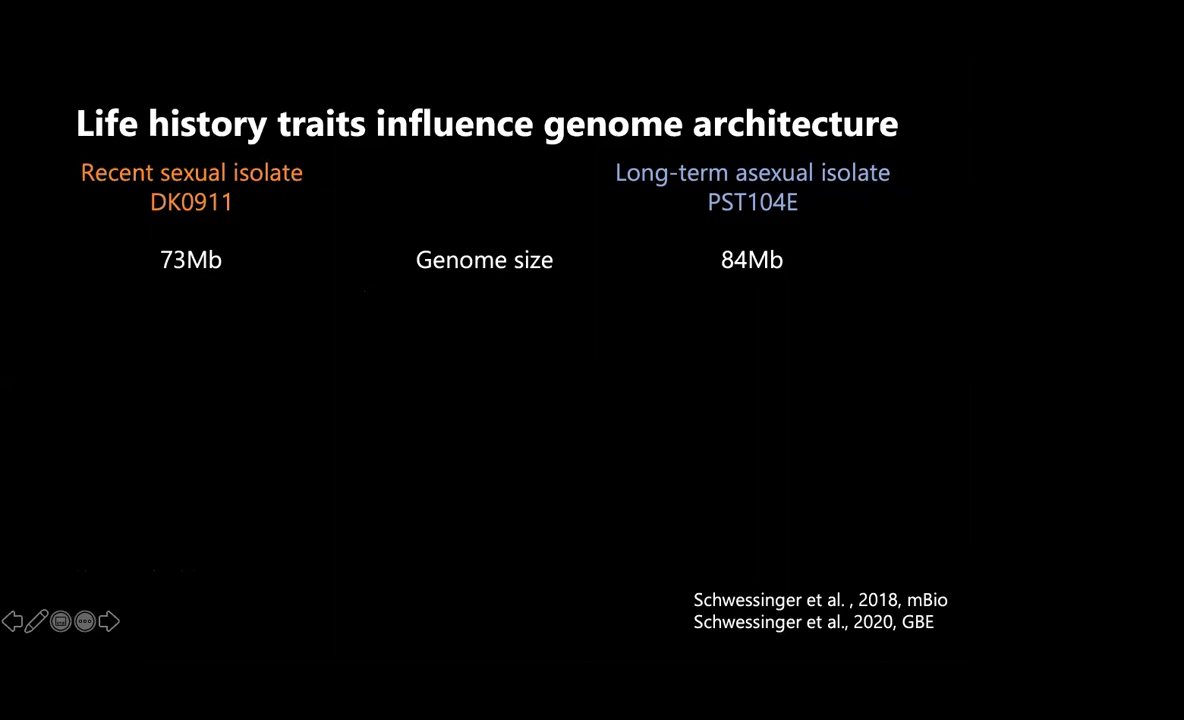 Life history traits influence genome architecture
Recent sexual isolate
DK0911
Long-term asexual isolate
PST104E
73Mb
Genome size
84Mb
Schwessinger et al. , 2018, mBio
Schwessinger et al., 2020, GBE